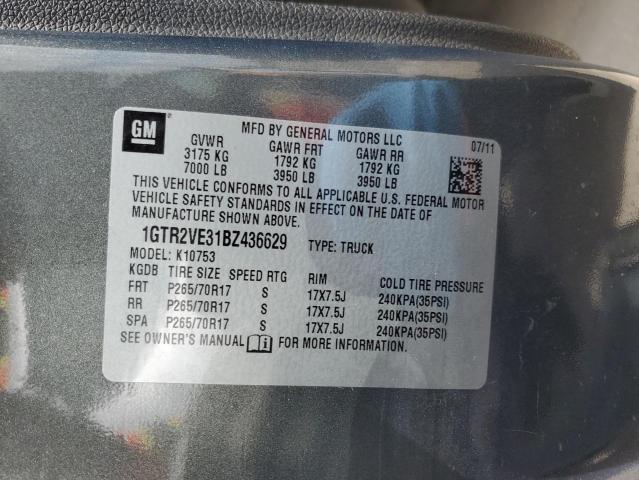 GM
MFD BY GENERAL MOTORS LLC 07/11
GVWR GAWR FRT GAWR RR
3175 KG 1792 KG 1792 KG
7000 LB 3950 LB 3950 LB
THIS VEHICLE CONFORMS TO ALL APPLICABLE U.S. FEDERAL MOTOR
VEHICLE SAFETY STANDARDS IN EFFECT ON THE DATE OF
MANUFACTURE SHOWN ABOVE.
1GTR2VE31BZ436629 TYPE: TRUCK
MODEL: K10753
KGDB TIRE SIZE SPEED RTG RIM COLD TIRE PRESSURE
FRT P265/70R17 S 17X7.5J 240KPA(35PSI)
RR P265/70R17 S 17X7.5J 240KPA(35PSI)
SPA P265/70R17 S 17X7.5J 240KPA(35PSI)
SEE OWNER'S MANUAL FOR MORE INFORMATION.